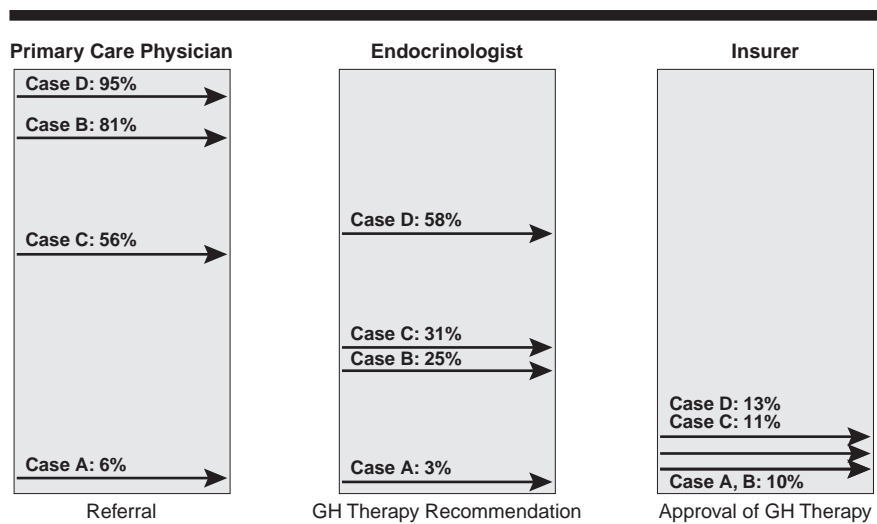 Primary Care Physician
Case D: 95%
Case B: 81%
Case C: 56%
Case A: 6%
Referral
Endocrinologist
Case D: 58%
Case C: 31%
Case B: 25%
Case A: 3%
GH Therapy Recommendation
Insurer
Case D: 13%
Case C: 11%
Case A, B: 10%
Approval of GH Therapy